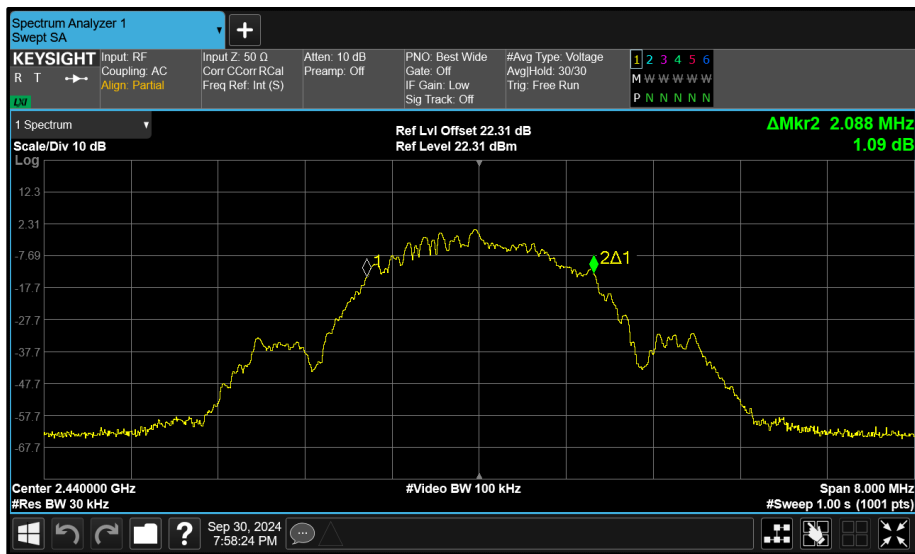 Spectrum Analyzer 1
Swept SA
KEYSIGHT
R T
LXI
Input: RF
Coupling: AC
Align: Partial
Input Z: 50 Ω
Corr CCorr RCal
Freq Ref: Int (S)
Atten: 10 dB
Preamp: Off
PNO: Best Wide
Gate: Off
IF Gain: Low
Sig Track: Off
#Avg Type: Voltage
Avg|Hold: 30/30
Trig: Free Run
1 2 3 4 5 6
M W W W W W
P N N N N N
1 Spectrum
Scale/Div 10 dB
Ref Lvl Offset 22.31 dB
Ref Level 22.31 dBm
ΔMkr2 2.088 MHz
1.09 dB
Log
12.3
2.31
-7.69
-17.7
-27.7
-37.7
-47.7
-57.7
-67.7
1
2Δ1
Center 2.440000 GHz
#Video BW 100 kHz
Span 8.000 MHz
#Res BW 30 kHz
#Sweep 1.00 s (1001 pts)
?
Sep 30, 2024
7:58:24 PM